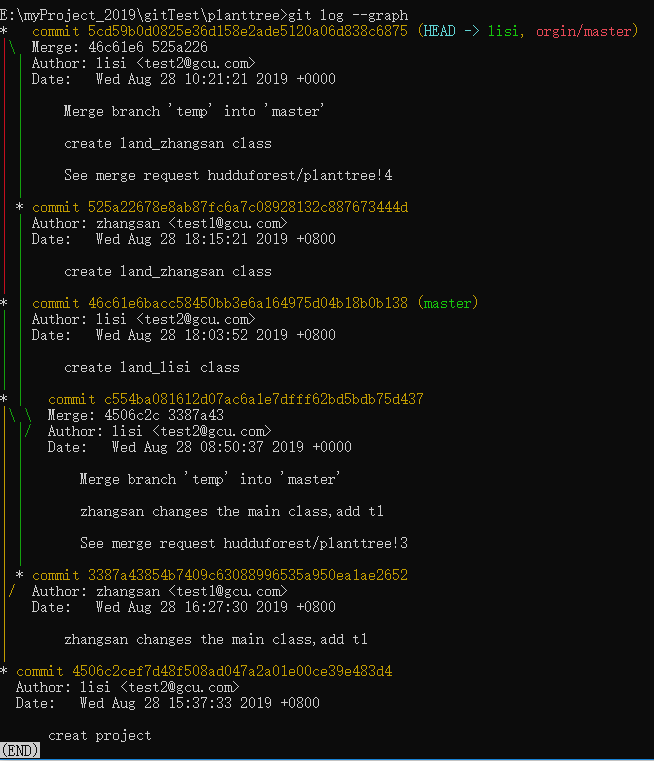 E:\myProject_2019\gitTest\planttree>git log --graph
*   commit 5cd59b0d0825e36d158e2ade5120a06d838c6875 (HEAD -> lisi, orgin/master)
|\  Merge: 46c61e6 525a226
| | Author: lisi <test2@gcu.com>
| | Date:   Wed Aug 28 10:21:21 2019 +0000
| |
| |     Merge branch 'temp' into 'master'
| |
| |     create land_zhangsan class
| |
| |     See merge request hudduforest/planttree!4
| |
| * commit 525a22678e8ab87fc6a7c08928132c887673444d
| | Author: zhangsan <test1@gcu.com>
| | Date:   Wed Aug 28 18:15:21 2019 +0800
| |
| |     create land_zhangsan class
| |
* | commit 46c61e6bacc58450bb3e6a164975d04b18b0b138 (master)
| | Author: lisi <test2@gcu.com>
| | Date:   Wed Aug 28 18:03:52 2019 +0800
| |
| |     create land_lisi class
| |
* |   commit c554ba081612d07ac6a1e7dfff62bd5bdb75d437
|\ \  Merge: 4506c2c 3387a43
| |/  Author: lisi <test2@gcu.com>
| |   Date:   Wed Aug 28 08:50:37 2019 +0000
| |
| |       Merge branch 'temp' into 'master'
| |
| |       zhangsan changes the main class,add t1
| |
| |       See merge request hudduforest/planttree!3
| |
| * commit 3387a43854b7409c63088996535a950ea1ae2652
|/  Author: zhangsan <test1@gcu.com>
|   Date:   Wed Aug 28 16:27:30 2019 +0800
|
|       zhangsan changes the main class,add t1
|
* commit 4506c2cef7d48f508ad047a2a01e00ce39e483d4
  Author: lisi <test2@gcu.com>
  Date:   Wed Aug 28 15:37:33 2019 +0800

      creat project
(END)